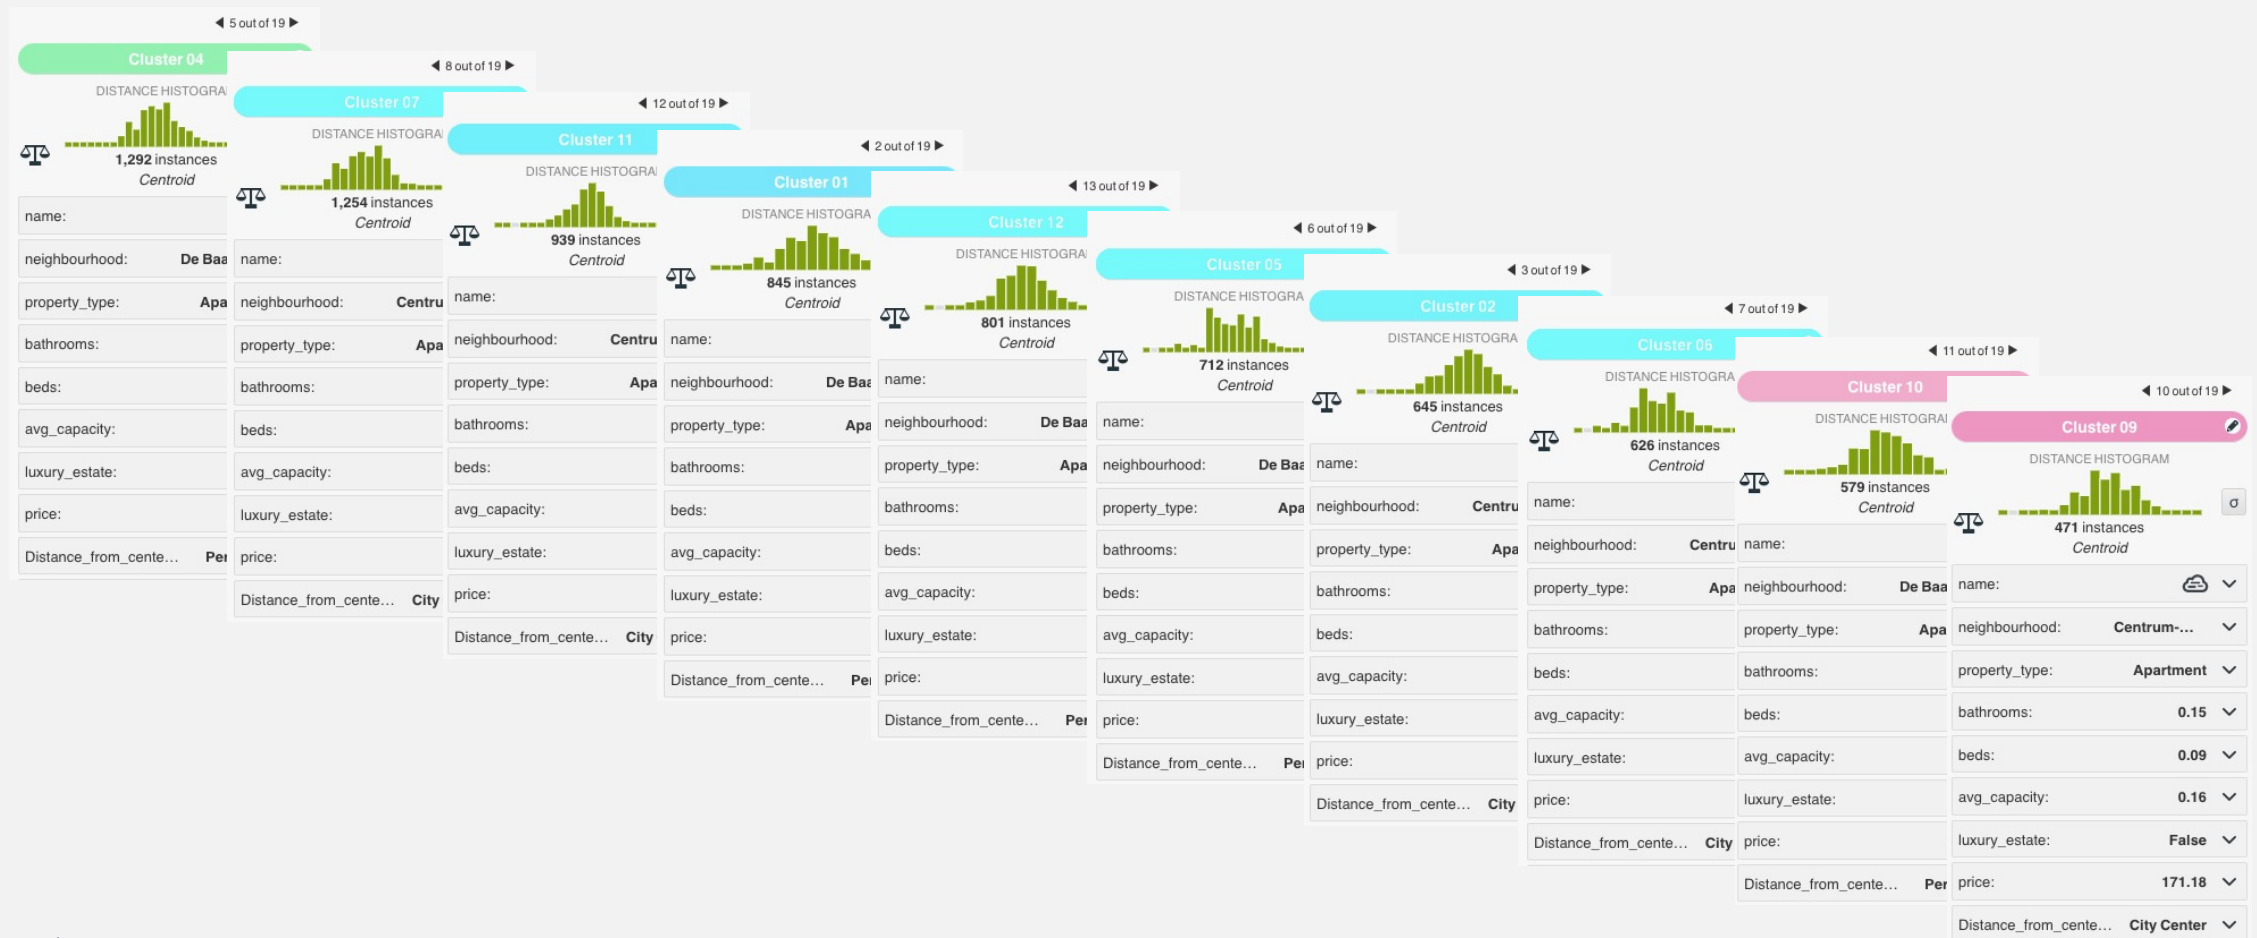 ◀ 5 out of 19 ▶
Cluster 04
DISTANCE HISTOGRA
1,292 instances
Centroid
name:
neighbourhood: De Baa
property_type: Apa
bathrooms:
beds:
avg_capacity:
luxury_estate:
price:
Distance_from_cente... Per
◀ 8 out of 19 ▶
Cluster 07
DISTANCE HISTOGRA
1,254 instances
Centroid
name:
neighbourhood: Centru
property_type: Apa
bathrooms:
beds:
avg_capacity:
luxury_estate:
price:
Distance_from_cente... City
◀ 12 out of 19 ▶
Cluster 11
DISTANCE HISTOGRA
939 instances
Centroid
name:
neighbourhood: Centru
property_type: Apa
bathrooms:
beds:
avg_capacity:
luxury_estate:
price:
Distance_from_cente... City
◀ 2 out of 19 ▶
Cluster 01
DISTANCE HISTOGRA
845 instances
Centroid
name:
neighbourhood: De Baa
property_type: Apa
bathrooms:
beds:
avg_capacity:
luxury_estate:
price:
Distance_from_cente... Per
◀ 13 out of 19 ▶
Cluster 12
DISTANCE HISTOGRA
801 instances
Centroid
name:
neighbourhood: De Baa
property_type: Apa
bathrooms:
beds:
avg_capacity:
luxury_estate:
price:
Distance_from_cente... Per
◀ 6 out of 19 ▶
Cluster 05
DISTANCE HISTOGRA
712 instances
Centroid
name:
neighbourhood: De Baa
property_type: Apa
bathrooms:
beds:
avg_capacity:
luxury_estate:
price:
Distance_from_cente... Per
◀ 3 out of 19 ▶
Cluster 02
DISTANCE HISTOGRA
645 instances
Centroid
name:
neighbourhood: Centru
property_type: Apa
bathrooms:
beds:
avg_capacity:
luxury_estate:
price:
Distance_from_cente... City
◀ 7 out of 19 ▶
Cluster 06
DISTANCE HISTOGRA
626 instances
Centroid
name:
neighbourhood: Centru
property_type: Apa
bathrooms:
beds:
avg_capacity:
luxury_estate:
price:
Distance_from_cente... City
◀ 11 out of 19 ▶
Cluster 10
DISTANCE HISTOGRA
579 instances
Centroid
name:
neighbourhood: De Baa
property_type: Apa
bathrooms:
beds:
avg_capacity:
luxury_estate:
price:
Distance_from_cente... Per
◀ 10 out of 19 ▶
Cluster 09
DISTANCE HISTOGRAM
σ
471 instances
Centroid
name:
neighbourhood: Centrum-...
property_type: Apartment
bathrooms: 0.15
beds: 0.09
avg_capacity: 0.16
luxury_estate: False
price: 171.18
Distance_from_cente... City Center